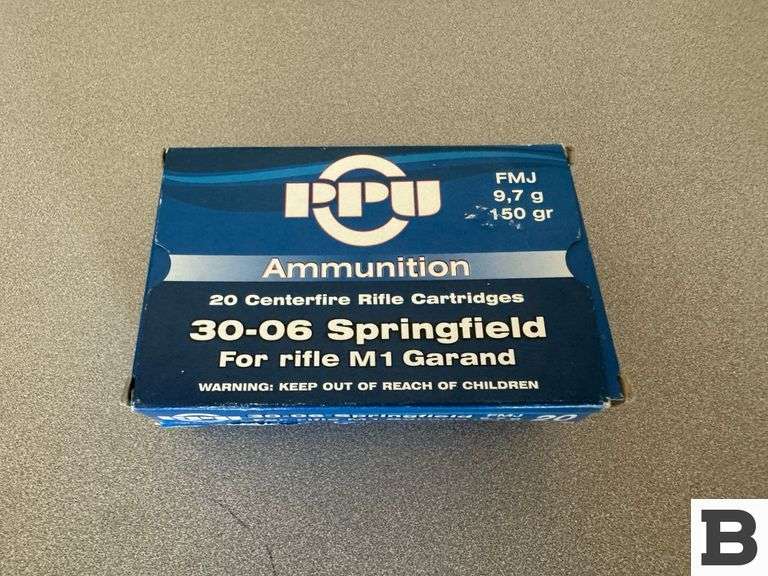 PPU
FMJ
9,7 g
150 gr
Ammunition
20 Centerfire Rifle Cartridges
30-06 Springfield
For rifle M1 Garand
WARNING: KEEP OUT OF REACH OF CHILDREN
30-06 Springfield FMJ 20
B